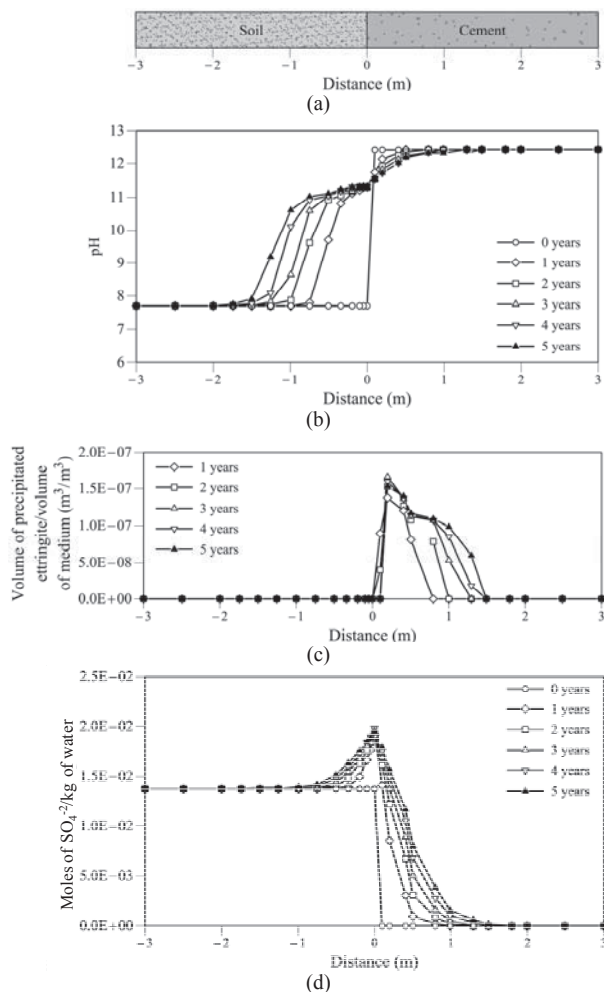 Soil Cement
−3 −2 −1 0 1 2 3
Distance (m)
(a)
13
12
11
10
9
8
7
6
pH
0 years
1 years
2 years
3 years
4 years
5 years
−3 −2 −1 0 1 2 3
Distance (m)
(b)
Volume of precipitated
ettringite/volume
of medium (m³/m³)
2.0E−07
1.5E−07
1.0E−07
5.0E−08
0.0E+00
1 years
2 years
3 years
4 years
5 years
−3 −2 −1 0 1 2 3
Distance (m)
(c)
Moles of SO₄⁻²/kg of water
2.5E−02
2.0E−02
1.5E−02
1.0E−02
5.0E−03
0.0E+00
0 years
1 years
2 years
3 years
4 years
5 years
−3 −2 −1 0 1 2 3
Distance (m)
(d)